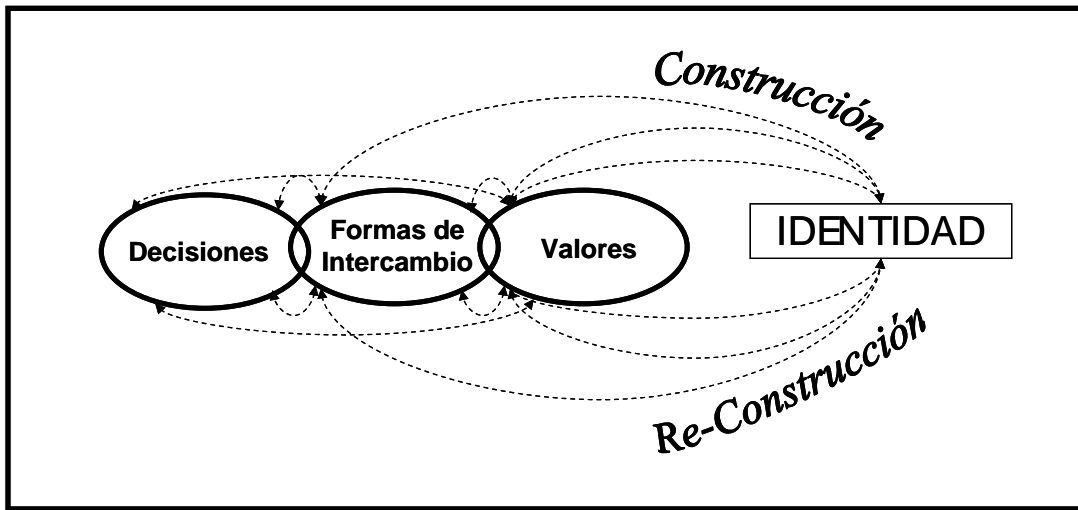 Construcción
Decisiones
Formas de
Intercambio
Valores
IDENTIDAD
Re-Construcción